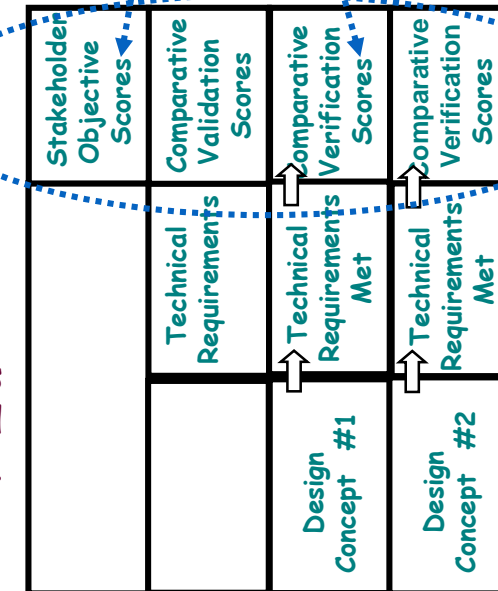 Stakeholder
Objective
Scores
Technical
Requirements
Comparative
Validation
Scores
Design
Concept #1
Technical
Requirements
Met
Comparative
Verification
Scores
Design
Concept #2
Technical
Requirements
Met
Comparative
Verification
Scores